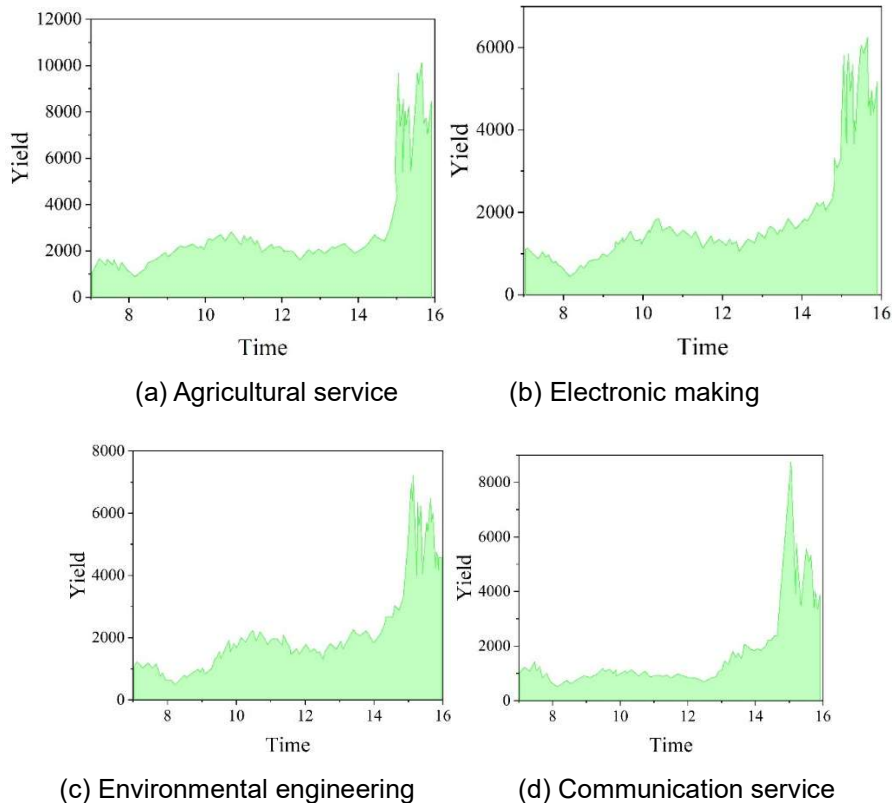 12000
10000
8000
6000
4000
2000
0
Yield
8 10 12 14 16
Time
(a) Agricultural service
6000
4000
2000
0
Yield
8 10 12 14 16
Time
(b) Electronic making
8000
6000
4000
2000
0
Yield
8 10 12 14 16
Time
(c) Environmental engineering
8000
6000
4000
2000
0
Yield
8 10 12 14 16
Time
(d) Communication service